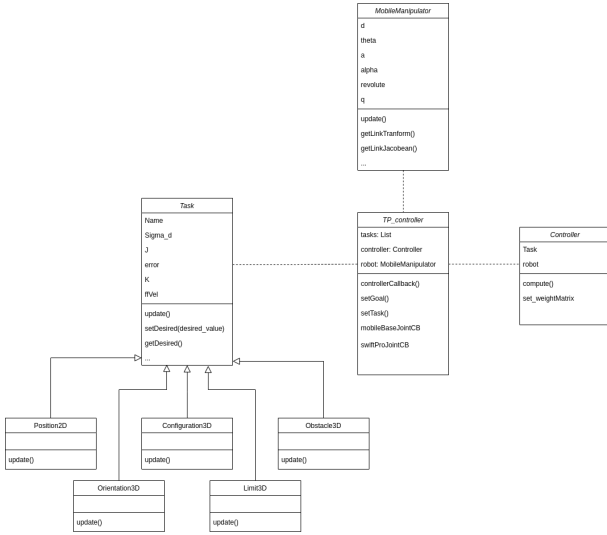 MobileManipulator
d
theta
a
alpha
revolute
q
update()
getLinkTranform()
getLinkJacobean()
...
Task
Name
Sigma_d
J
error
K
ffVel
update()
setDesired(desired_value)
getDesired()
...
TP_controller
tasks: List
controller: Controller
robot: MobileManipulator
controllerCallback()
setGoal()
setTask()
mobileBaseJointCB
swiftProJointCB
Controller
Task
robot
compute()
set_weightMatrix
Position2D
update()
Configuration3D
update()
Obstacle3D
update()
Orientation3D
update()
Limit3D
update()